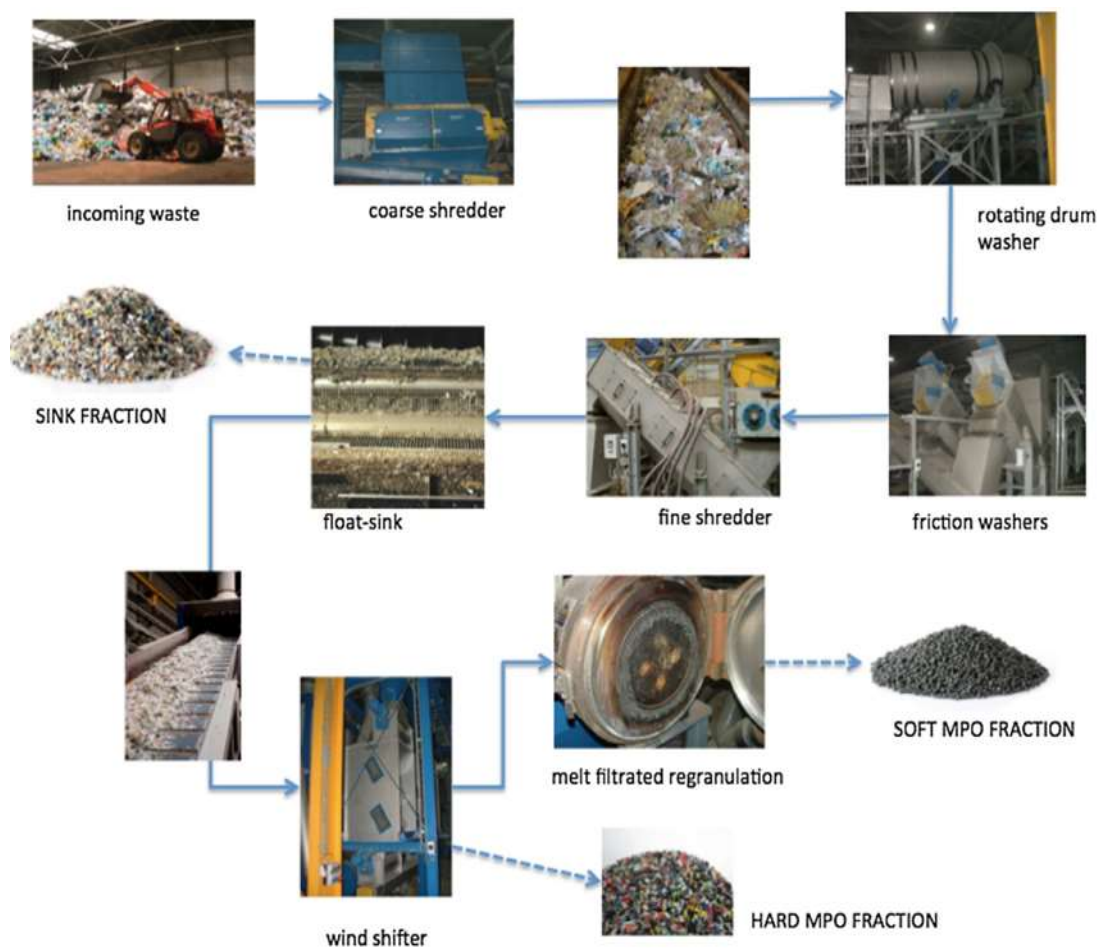 incoming waste
coarse shredder
rotating drum
washer
SINK FRACTION
float-sink
fine shredder
friction washers
melt filtrated regranulation
SOFT MPO FRACTION
wind shifter
HARD MPO FRACTION